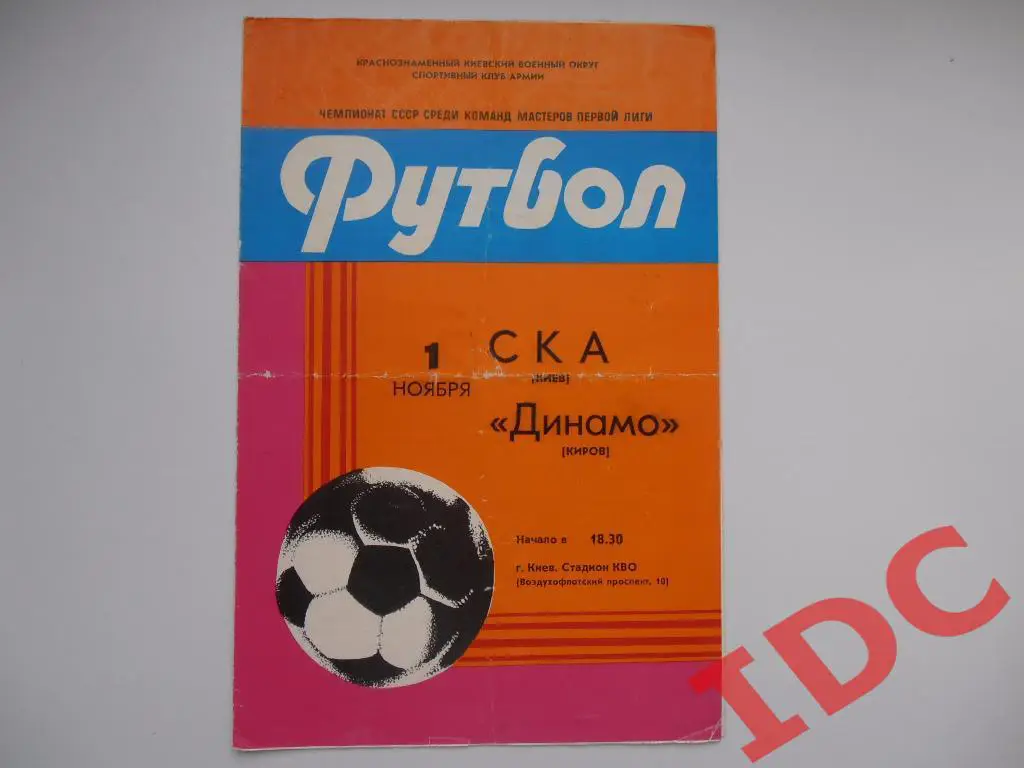 КРАСНОЗНАМЕННЫЙ КИЕВСКИЙ ВОЕННЫЙ ОКРУГ
СПОРТИВНЫЙ КЛУБ АРМИИ
ЧЕМПИОНАТ СССР СРЕДИ КОМАНД МАСТЕРОВ ПЕРВОЙ ЛИГИ
Футбол
1
НОЯБРЯ
СКА
[КИЕВ]
«Динамо»
[КИРОВ]
Начало в 18.30
г. Киев. Стадион КВО
(Воздухофлотский проспект, 10)
IDC